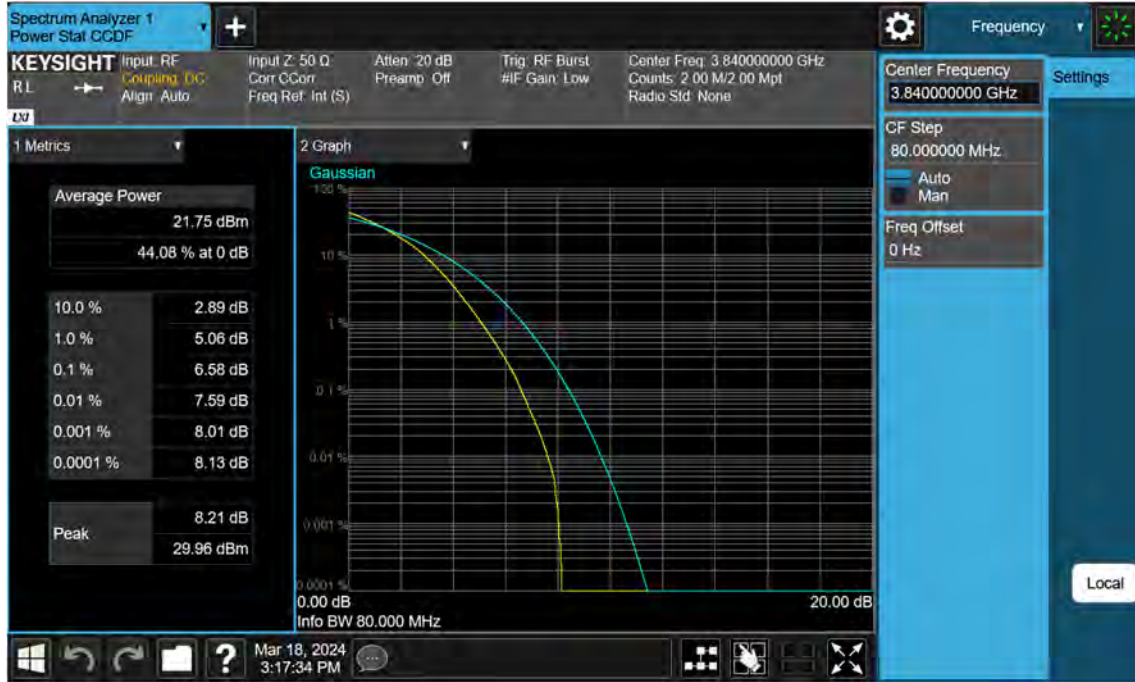 Spectrum Analyzer 1
Power Stat CCDF
+
Frequency
KEYSIGHT
RL
LXI
Input: RF
Coupling: DC
Align: Auto
Input Z: 50 Ω
Corr CCorr
Freq Ref: Int (S)
Atten: 20 dB
Preamp: Off
Trig: RF Burst
#IF Gain: Low
Center Freq: 3.840000000 GHz
Counts: 2.00 M/2.00 Mpt
Radio Std: None
Center Frequency
3.840000000 GHz
Settings
CF Step
80.000000 MHz
Auto
Man
Freq Offset
0 Hz
1 Metrics
Average Power
21.75 dBm
44.08 % at 0 dB
10.0 % 2.89 dB
1.0 % 5.06 dB
0.1 % 6.58 dB
0.01 % 7.59 dB
0.001 % 8.01 dB
0.0001 % 8.13 dB
Peak
8.21 dB
29.96 dBm
2 Graph
Gaussian
100 %
10 %
1 %
0.1 %
0.01 %
0.001 %
0.0001 %
0.00 dB 20.00 dB
Info BW 80.000 MHz
Local
?
Mar 18, 2024
3:17:34 PM